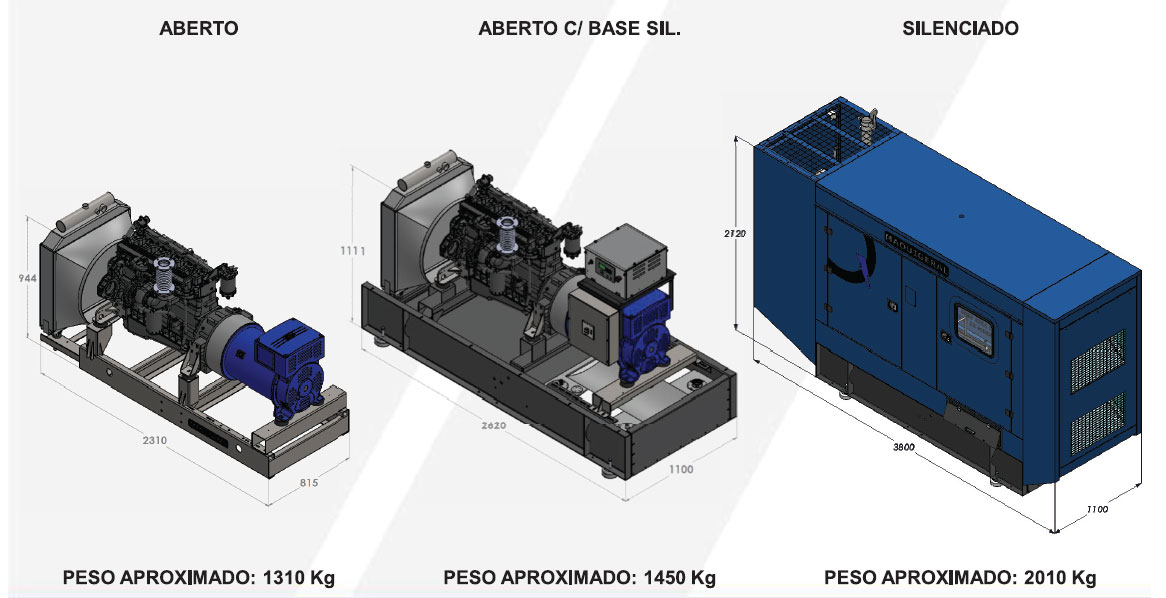 ABERTO
ABERTO C/ BASE SIL.
SILENCIADO
944
2310
815
1111
2620
1100
2120
MAQUIGERAL
3800
1100
PESO APROXIMADO: 1310 Kg
PESO APROXIMADO: 1450 Kg
PESO APROXIMADO: 2010 Kg